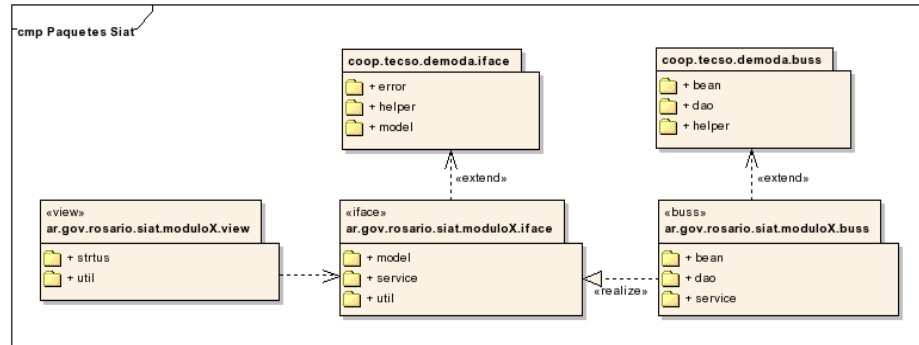 cmp Paquetes Siat
coop.tecso.demoda.iface
+ error
+ helper
+ model
coop.tecso.demoda.buss
+ bean
+ dao
+ helper
«extend»
«extend»
«view»
ar.gov.rosario.siat.moduloX.view
+ strtus
+ util
«iface»
ar.gov.rosario.siat.moduloX.iface
+ model
+ service
+ util
«realize»
«buss»
ar.gov.rosario.siat.moduloX.buss
+ bean
+ dao
+ service